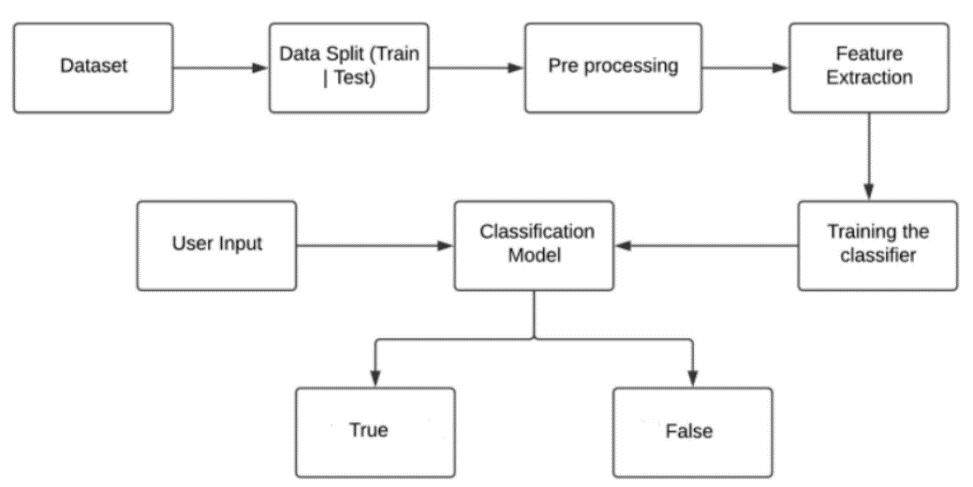 Dataset
Data Split (Train
| Test)
Pre processing
Feature
Extraction
User Input
Classification
Model
Training the
classifier
True
False